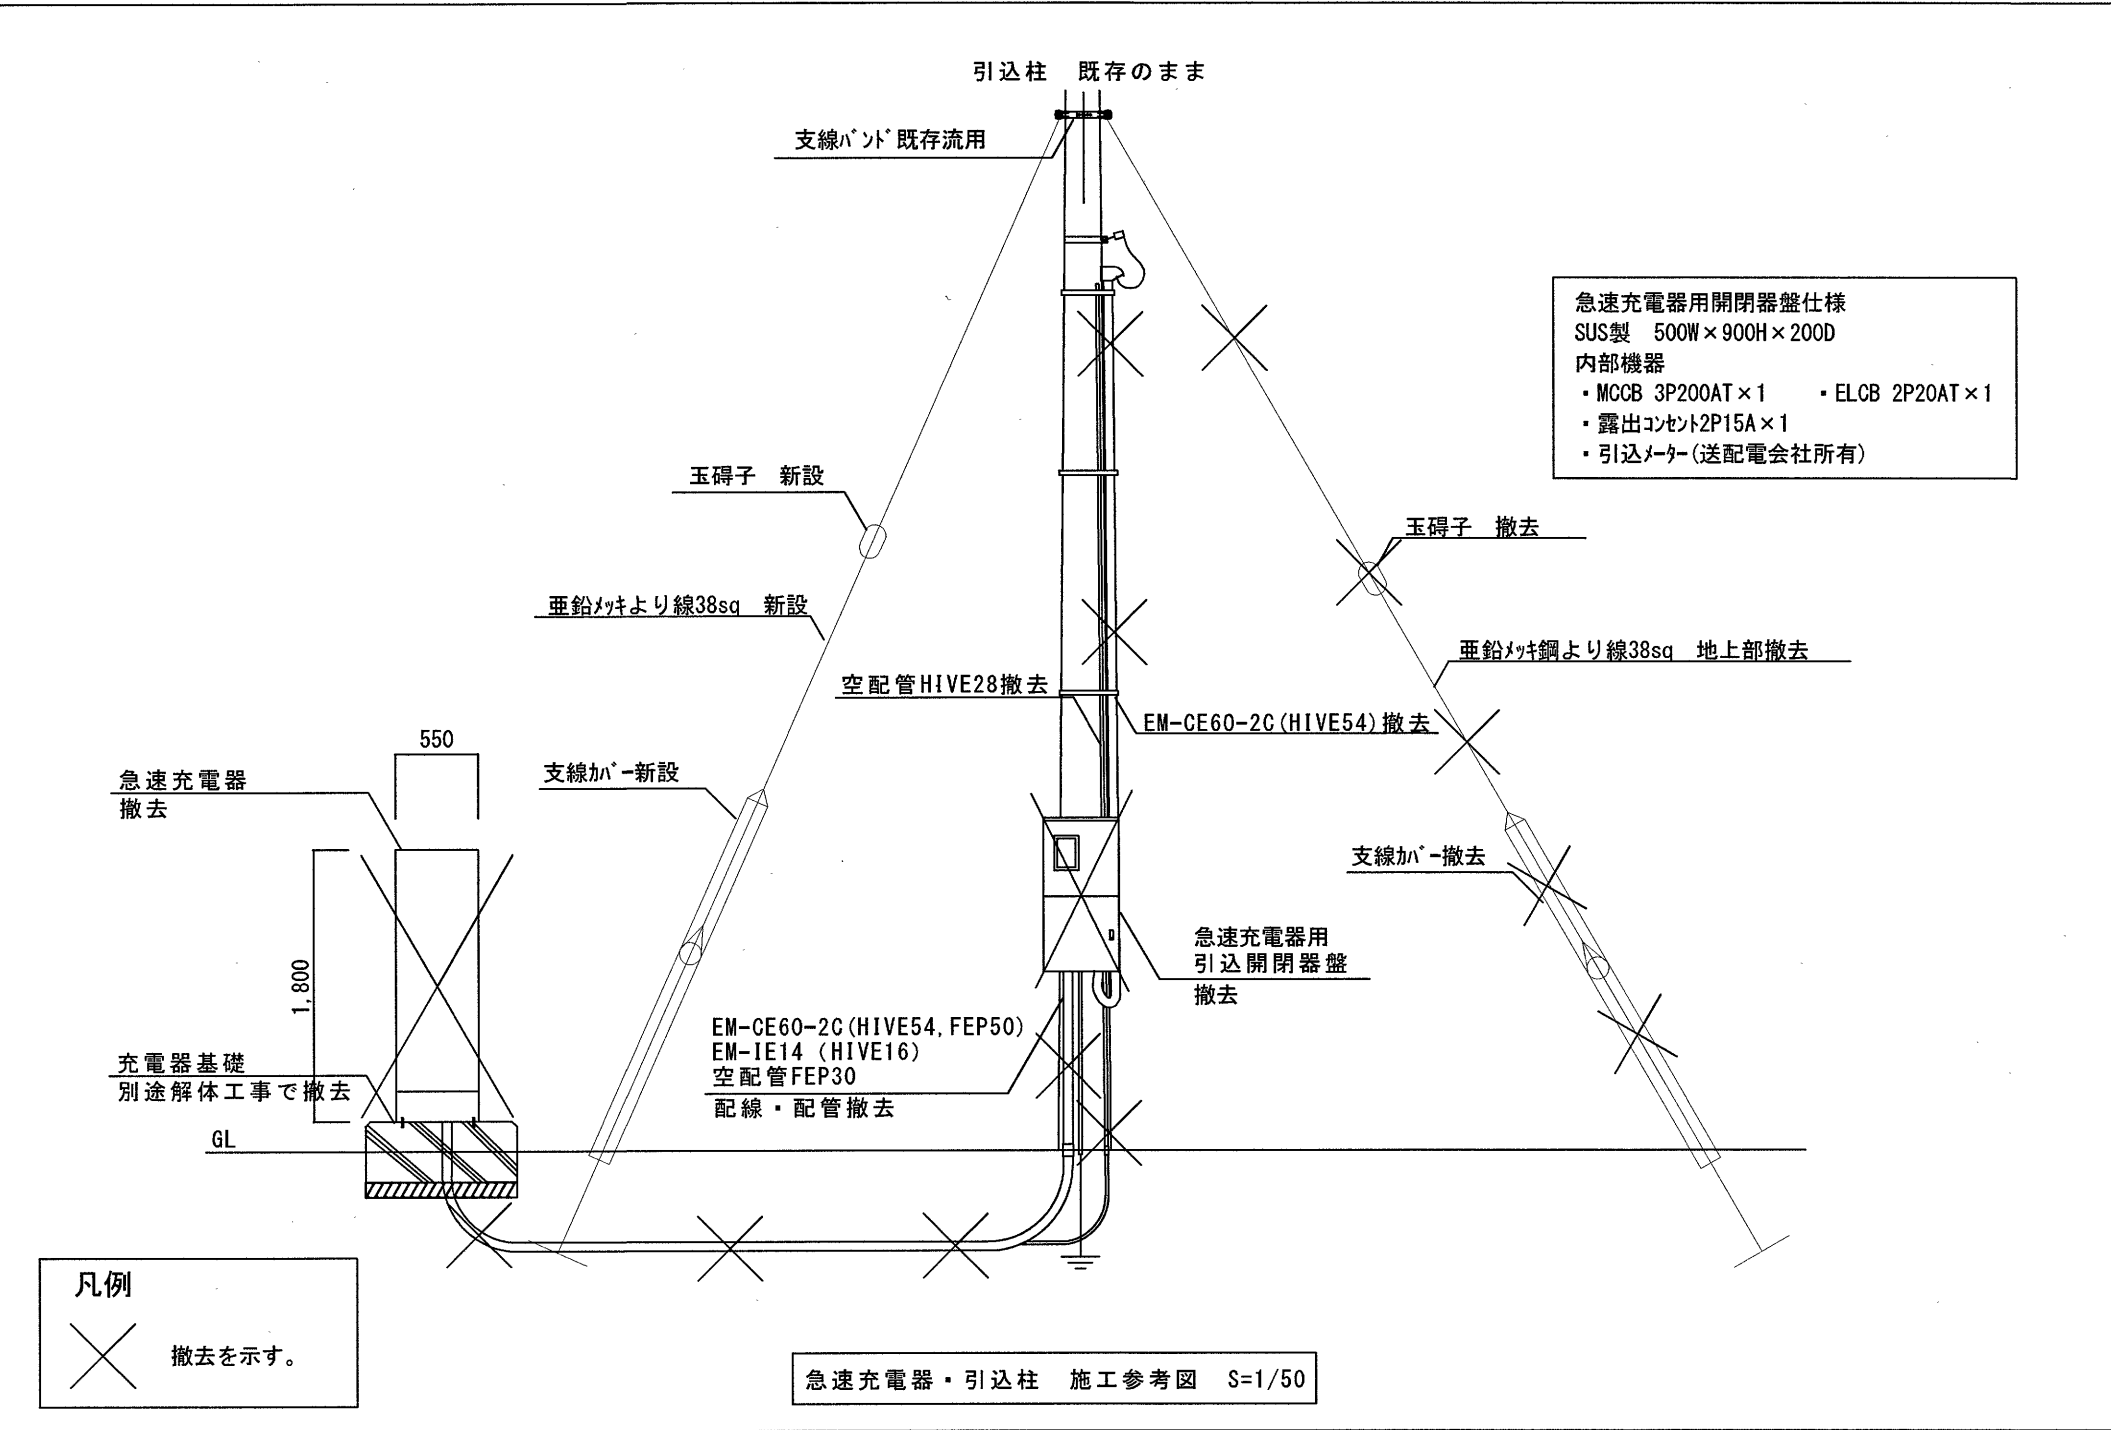 引込柱　既存のまま
支線ﾊﾞﾝﾄﾞ既存流用
急速充電器用開閉器盤仕様
SUS製　500W×900H×200D
内部機器
・MCCB 3P200AT×1　・ELCB 2P20AT×1
・露出ｺﾝｾﾝﾄ2P15A×1
・引込ﾒｰﾀｰ(送配電会社所有)
玉碍子　新設
玉碍子　撤去
亜鉛ﾒｯｷより線38sq　新設
亜鉛ﾒｯｷ鋼より線38sq　地上部撤去
空配管HIVE28撤去
EM-CE60-2C(HIVE54)撤去
550
急速充電器
撤去
支線ｶﾊﾞｰ新設
支線ｶﾊﾞｰ撤去
1,800
急速充電器用
引込開閉器盤
撤去
EM-CE60-2C(HIVE54,FEP50)
EM-IE14 (HIVE16)
空配管FEP30
配線・配管撤去
充電器基礎
別途解体工事で撤去
GL
凡例
撤去を示す。
急速充電器・引込柱　施工参考図　S=1/50